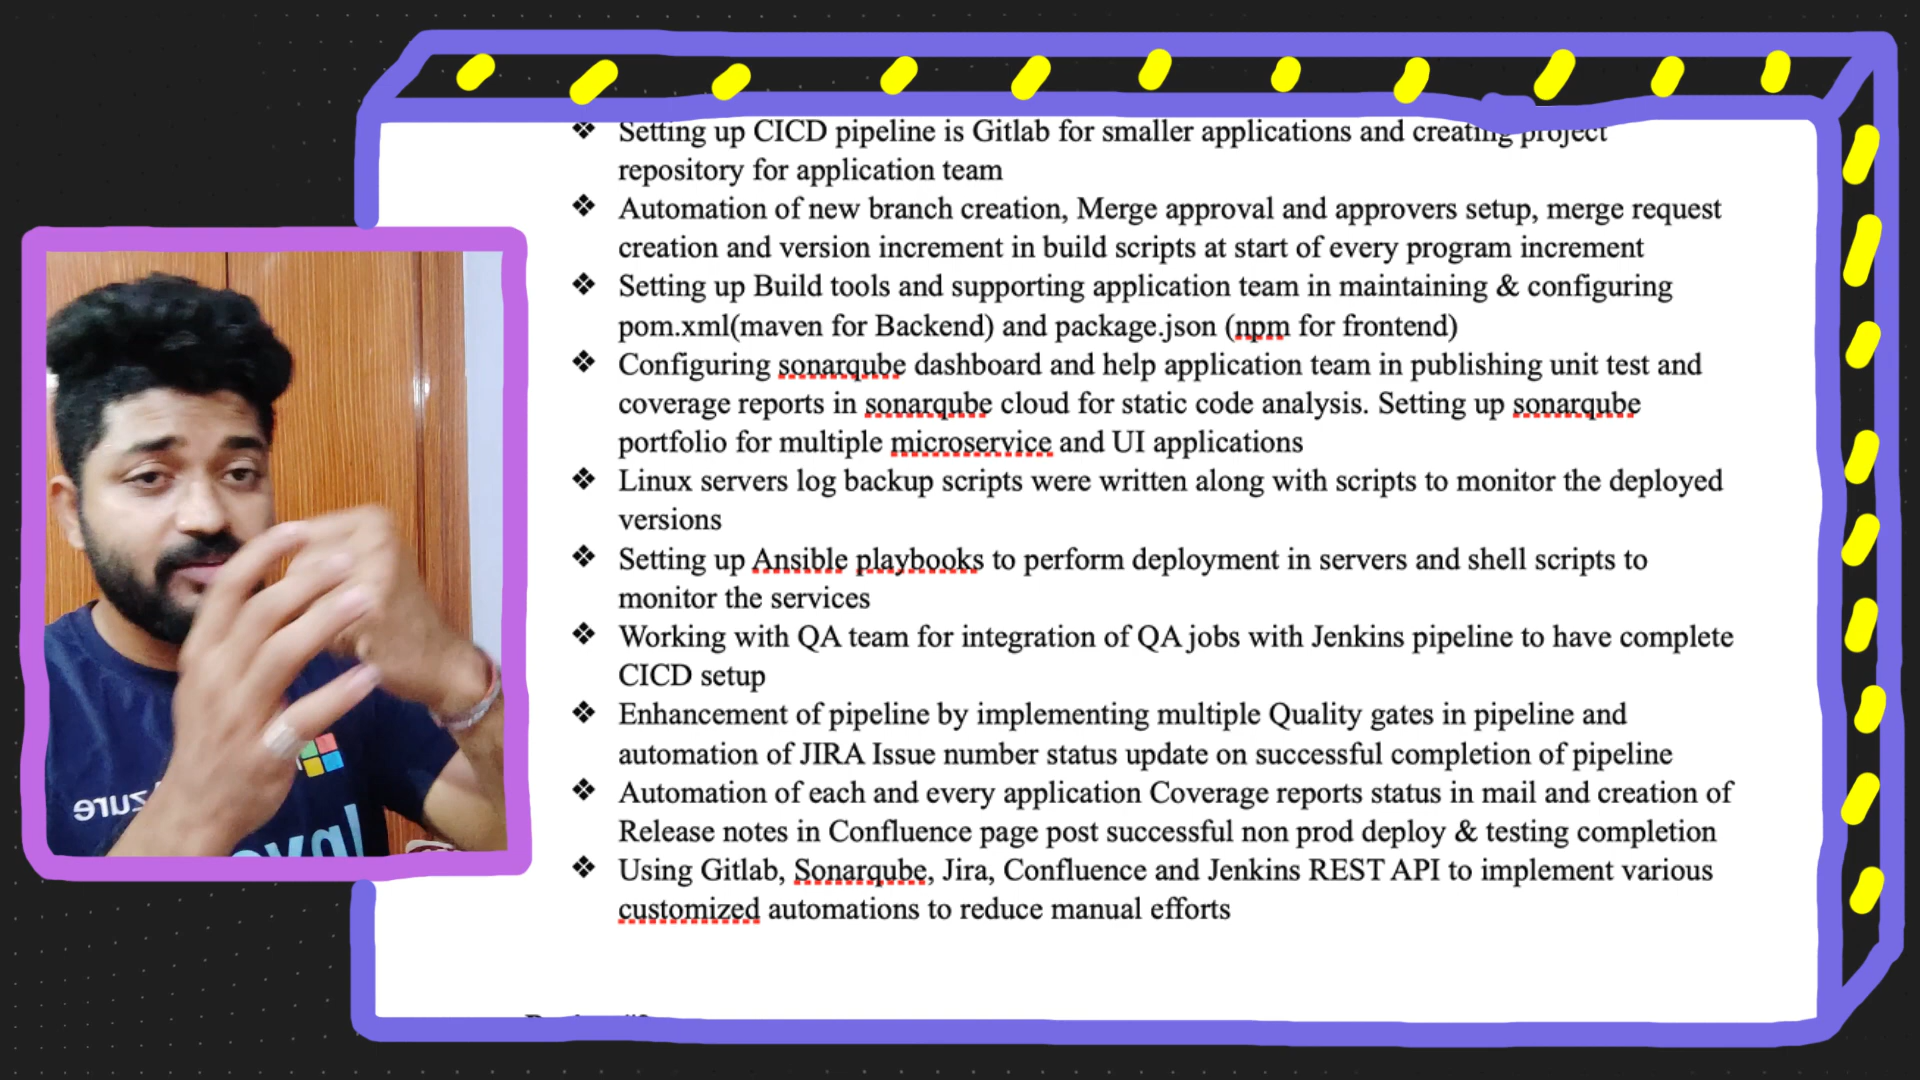 Setting up CICD pipeline is Gitlab for smaller applications and creating project
repository for application team
Automation of new branch creation, Merge approval and approvers setup, merge request
creation and version increment in build scripts at start of every program increment
Setting up Build tools and supporting application team in maintaining & configuring
pom.xml(maven for Backend) and package.json (npm for frontend)
Configuring sonarqube dashboard and help application team in publishing unit test and
coverage reports in sonarqube cloud for static code analysis. Setting up sonarqube
portfolio for multiple microservice and UI applications
Linux servers log backup scripts were written along with scripts to monitor the deployed
versions
Setting up Ansible playbooks to perform deployment in servers and shell scripts to
monitor the services
Working with QA team for integration of QA jobs with Jenkins pipeline to have complete
CICD setup
Enhancement of pipeline by implementing multiple Quality gates in pipeline and
automation of JIRA Issue number status update on successful completion of pipeline
Automation of each and every application Coverage reports status in mail and creation of
Release notes in Confluence page post successful non prod deploy & testing completion
Using Gitlab, Sonarqube, Jira, Confluence and Jenkins REST API to implement various
customized automations to reduce manual efforts